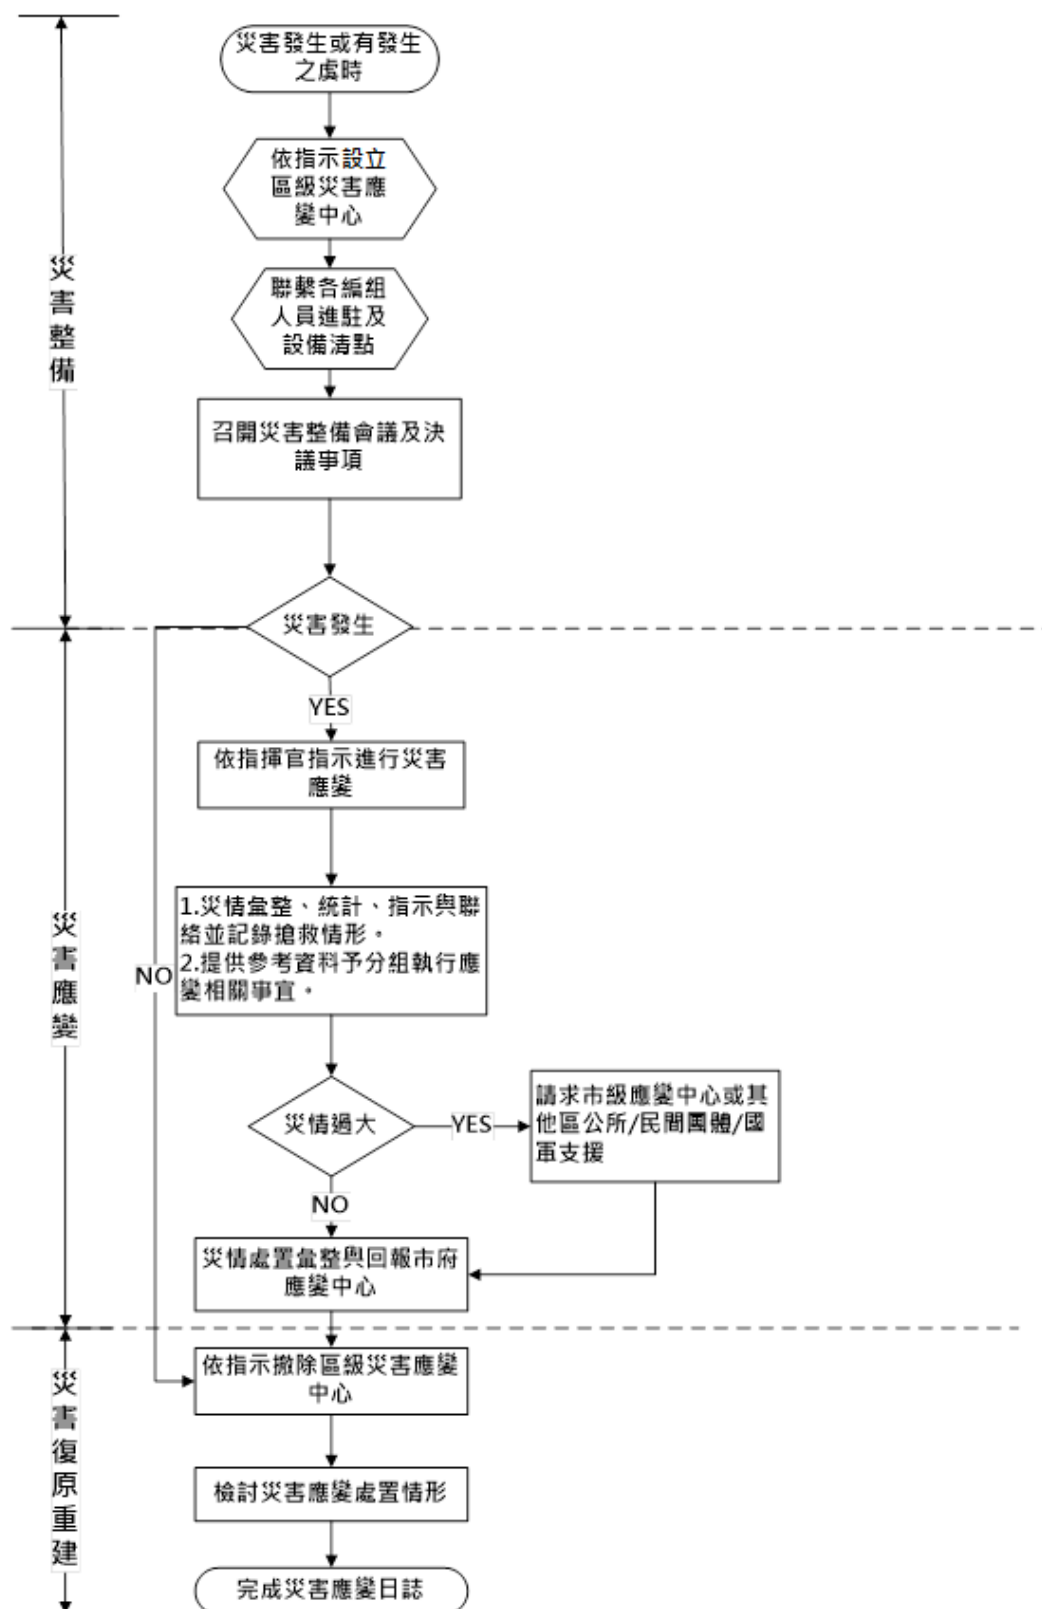 災害發生或有發生
之虞時
依指示設立
區級災害應
變中心
聯繫各編組
人員進駐及
設備清點
災害整備
召開災害整備會議及決
議事項
災害發生
YES
依指揮官指示進行災害
應變
1.災情彙整、統計、指示與聯
絡並記錄搶救情形。
2.提供參考資料予分組執行應
變相關事宜。
災害應變
NO
災情過大
YES
請求市級應變中心或其
他區公所/民間團體/國
軍支援
NO
災情處置彙整與回報市府
應變中心
依指示撤除區級災害應變
中心
災害復原重建
檢討災害應變處置情形
完成災害應變日誌